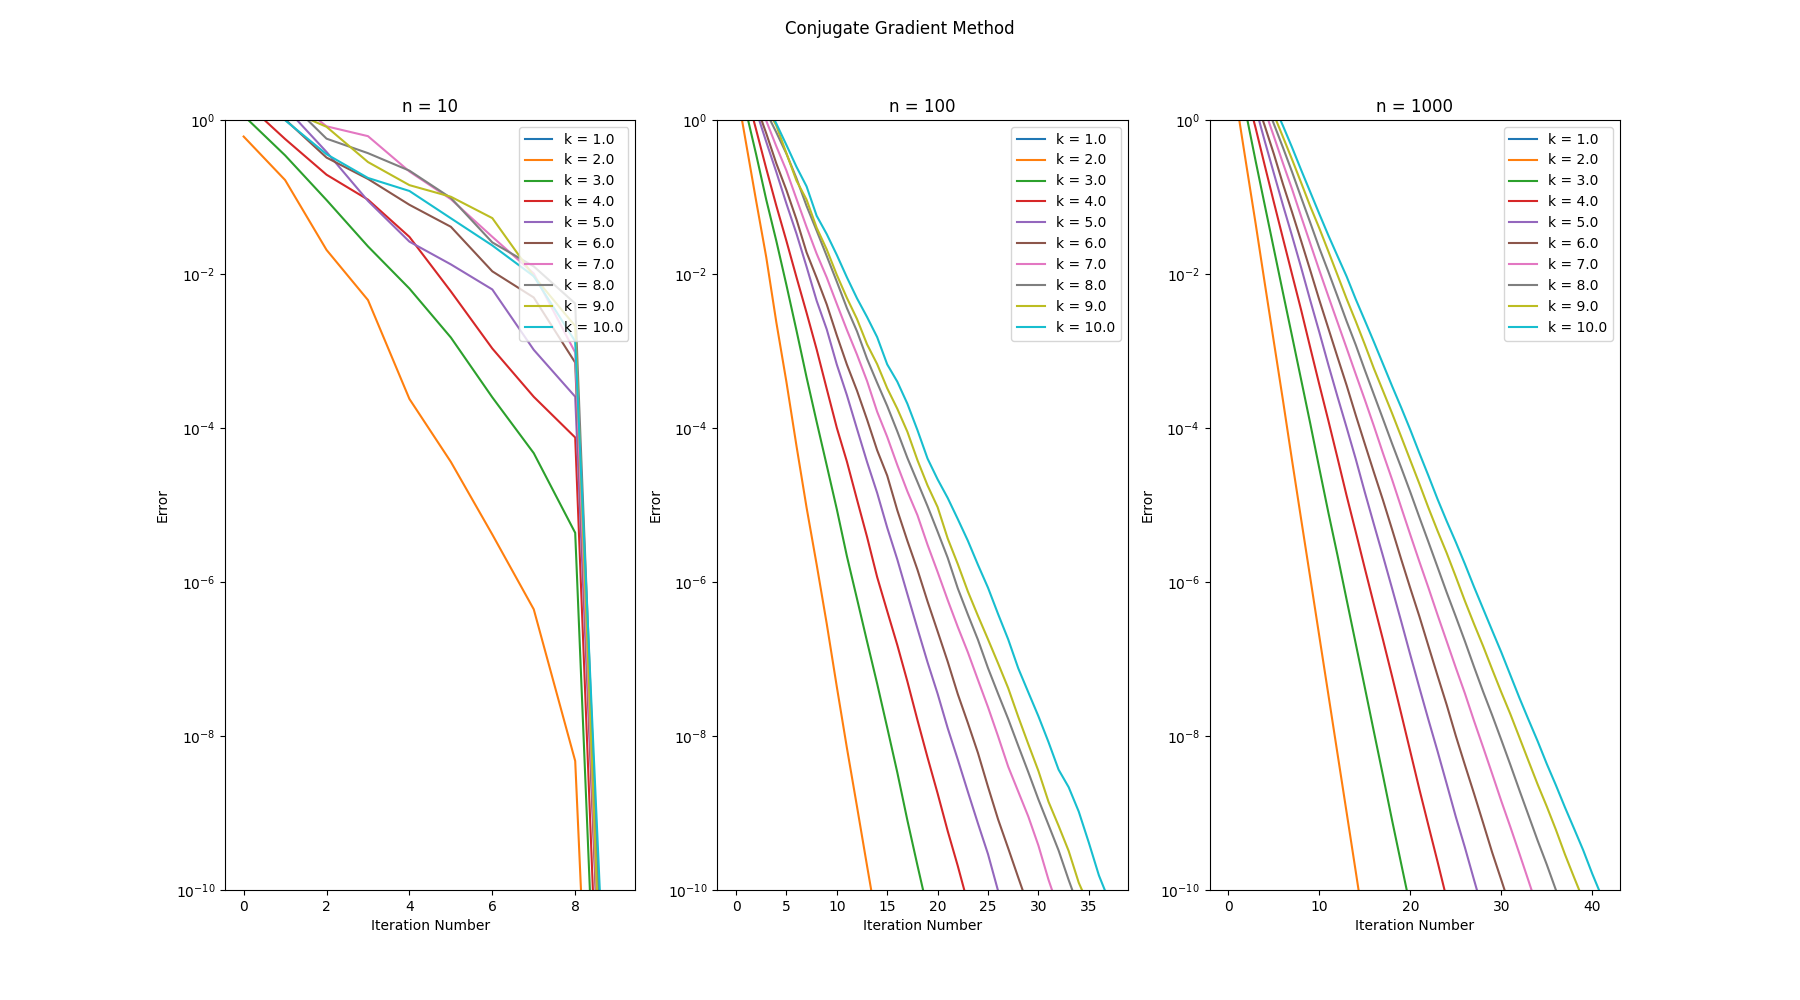 Conjugate Gradient Method
n = 10
10⁰
10⁻²
10⁻⁴
10⁻⁶
10⁻⁸
10⁻¹⁰
Error
0 2 4 6 8
Iteration Number
k = 1.0
k = 2.0
k = 3.0
k = 4.0
k = 5.0
k = 6.0
k = 7.0
k = 8.0
k = 9.0
k = 10.0
n = 100
10⁰
10⁻²
10⁻⁴
10⁻⁶
10⁻⁸
10⁻¹⁰
Error
0 5 10 15 20 25 30 35
Iteration Number
k = 1.0
k = 2.0
k = 3.0
k = 4.0
k = 5.0
k = 6.0
k = 7.0
k = 8.0
k = 9.0
k = 10.0
n = 1000
10⁰
10⁻²
10⁻⁴
10⁻⁶
10⁻⁸
10⁻¹⁰
Error
0 10 20 30 40
Iteration Number
k = 1.0
k = 2.0
k = 3.0
k = 4.0
k = 5.0
k = 6.0
k = 7.0
k = 8.0
k = 9.0
k = 10.0